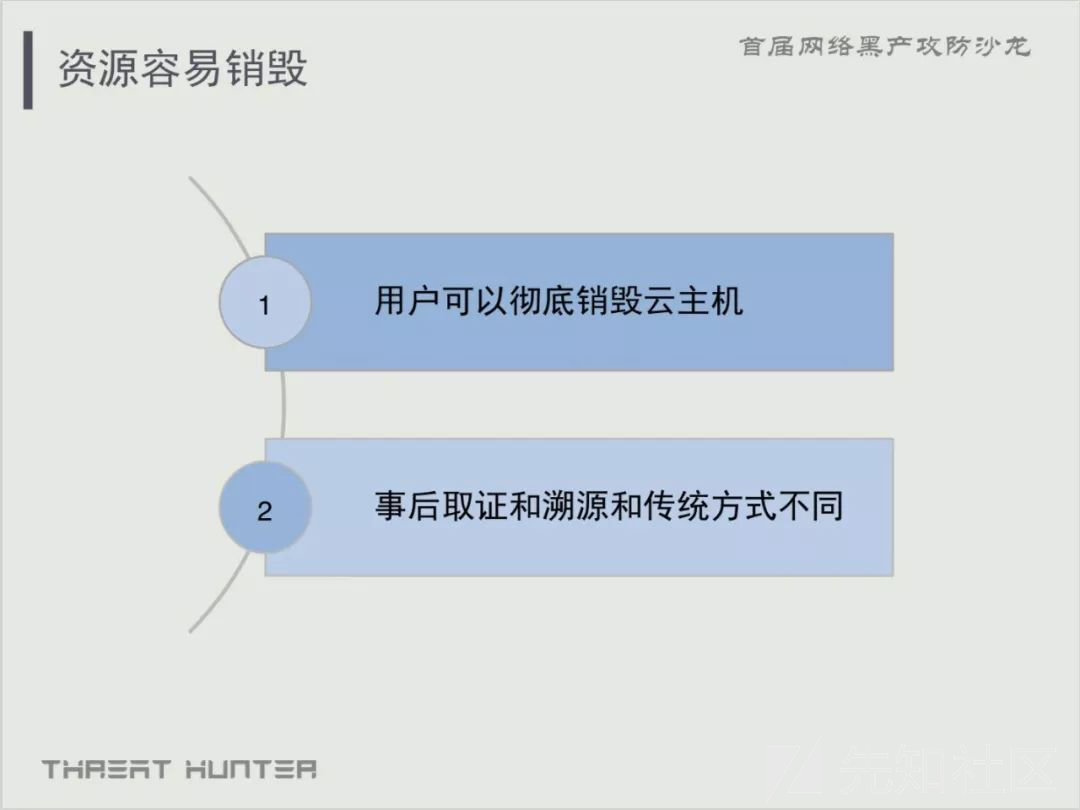 首届网络黑产攻防沙龙
资源容易销毁
1
用户可以彻底销毁云主机
2
事后取证和溯源和传统方式不同
THREAT HUNTER
先知社区